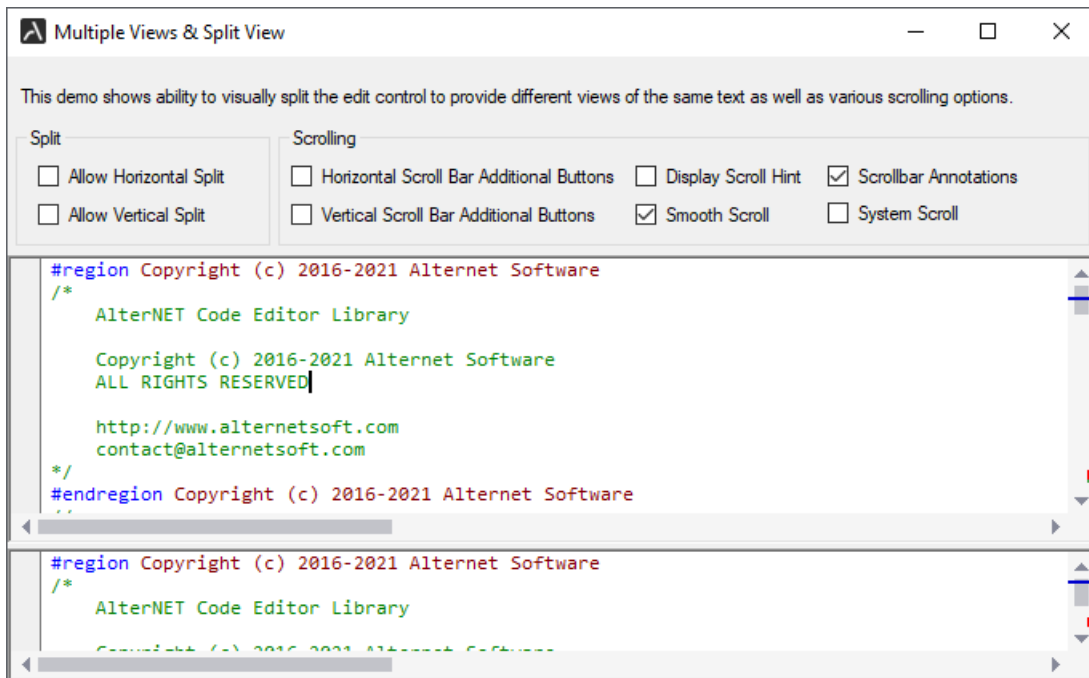 Multiple Views & Split View
This demo shows ability to visually split the edit control to provide different views of the same text as well as various scrolling options.
Split
Scrolling
Allow Horizontal Split
Horizontal Scroll Bar Additional Buttons
Display Scroll Hint
Scrollbar Annotations
Allow Vertical Split
Vertical Scroll Bar Additional Buttons
Smooth Scroll
System Scroll
#region Copyright (c) 2016-2021 Alternet Software
/*
AlterNET Code Editor Library
Copyright (c) 2016-2021 Alternet Software
ALL RIGHTS RESERVED
http://www.alternetsoft.com
contact@alternetsoft.com
*/
#endregion Copyright (c) 2016-2021 Alternet Software
#region Copyright (c) 2016-2021 Alternet Software
/*
AlterNET Code Editor Library
Copyright (c) 2016-2021 Alternet Software